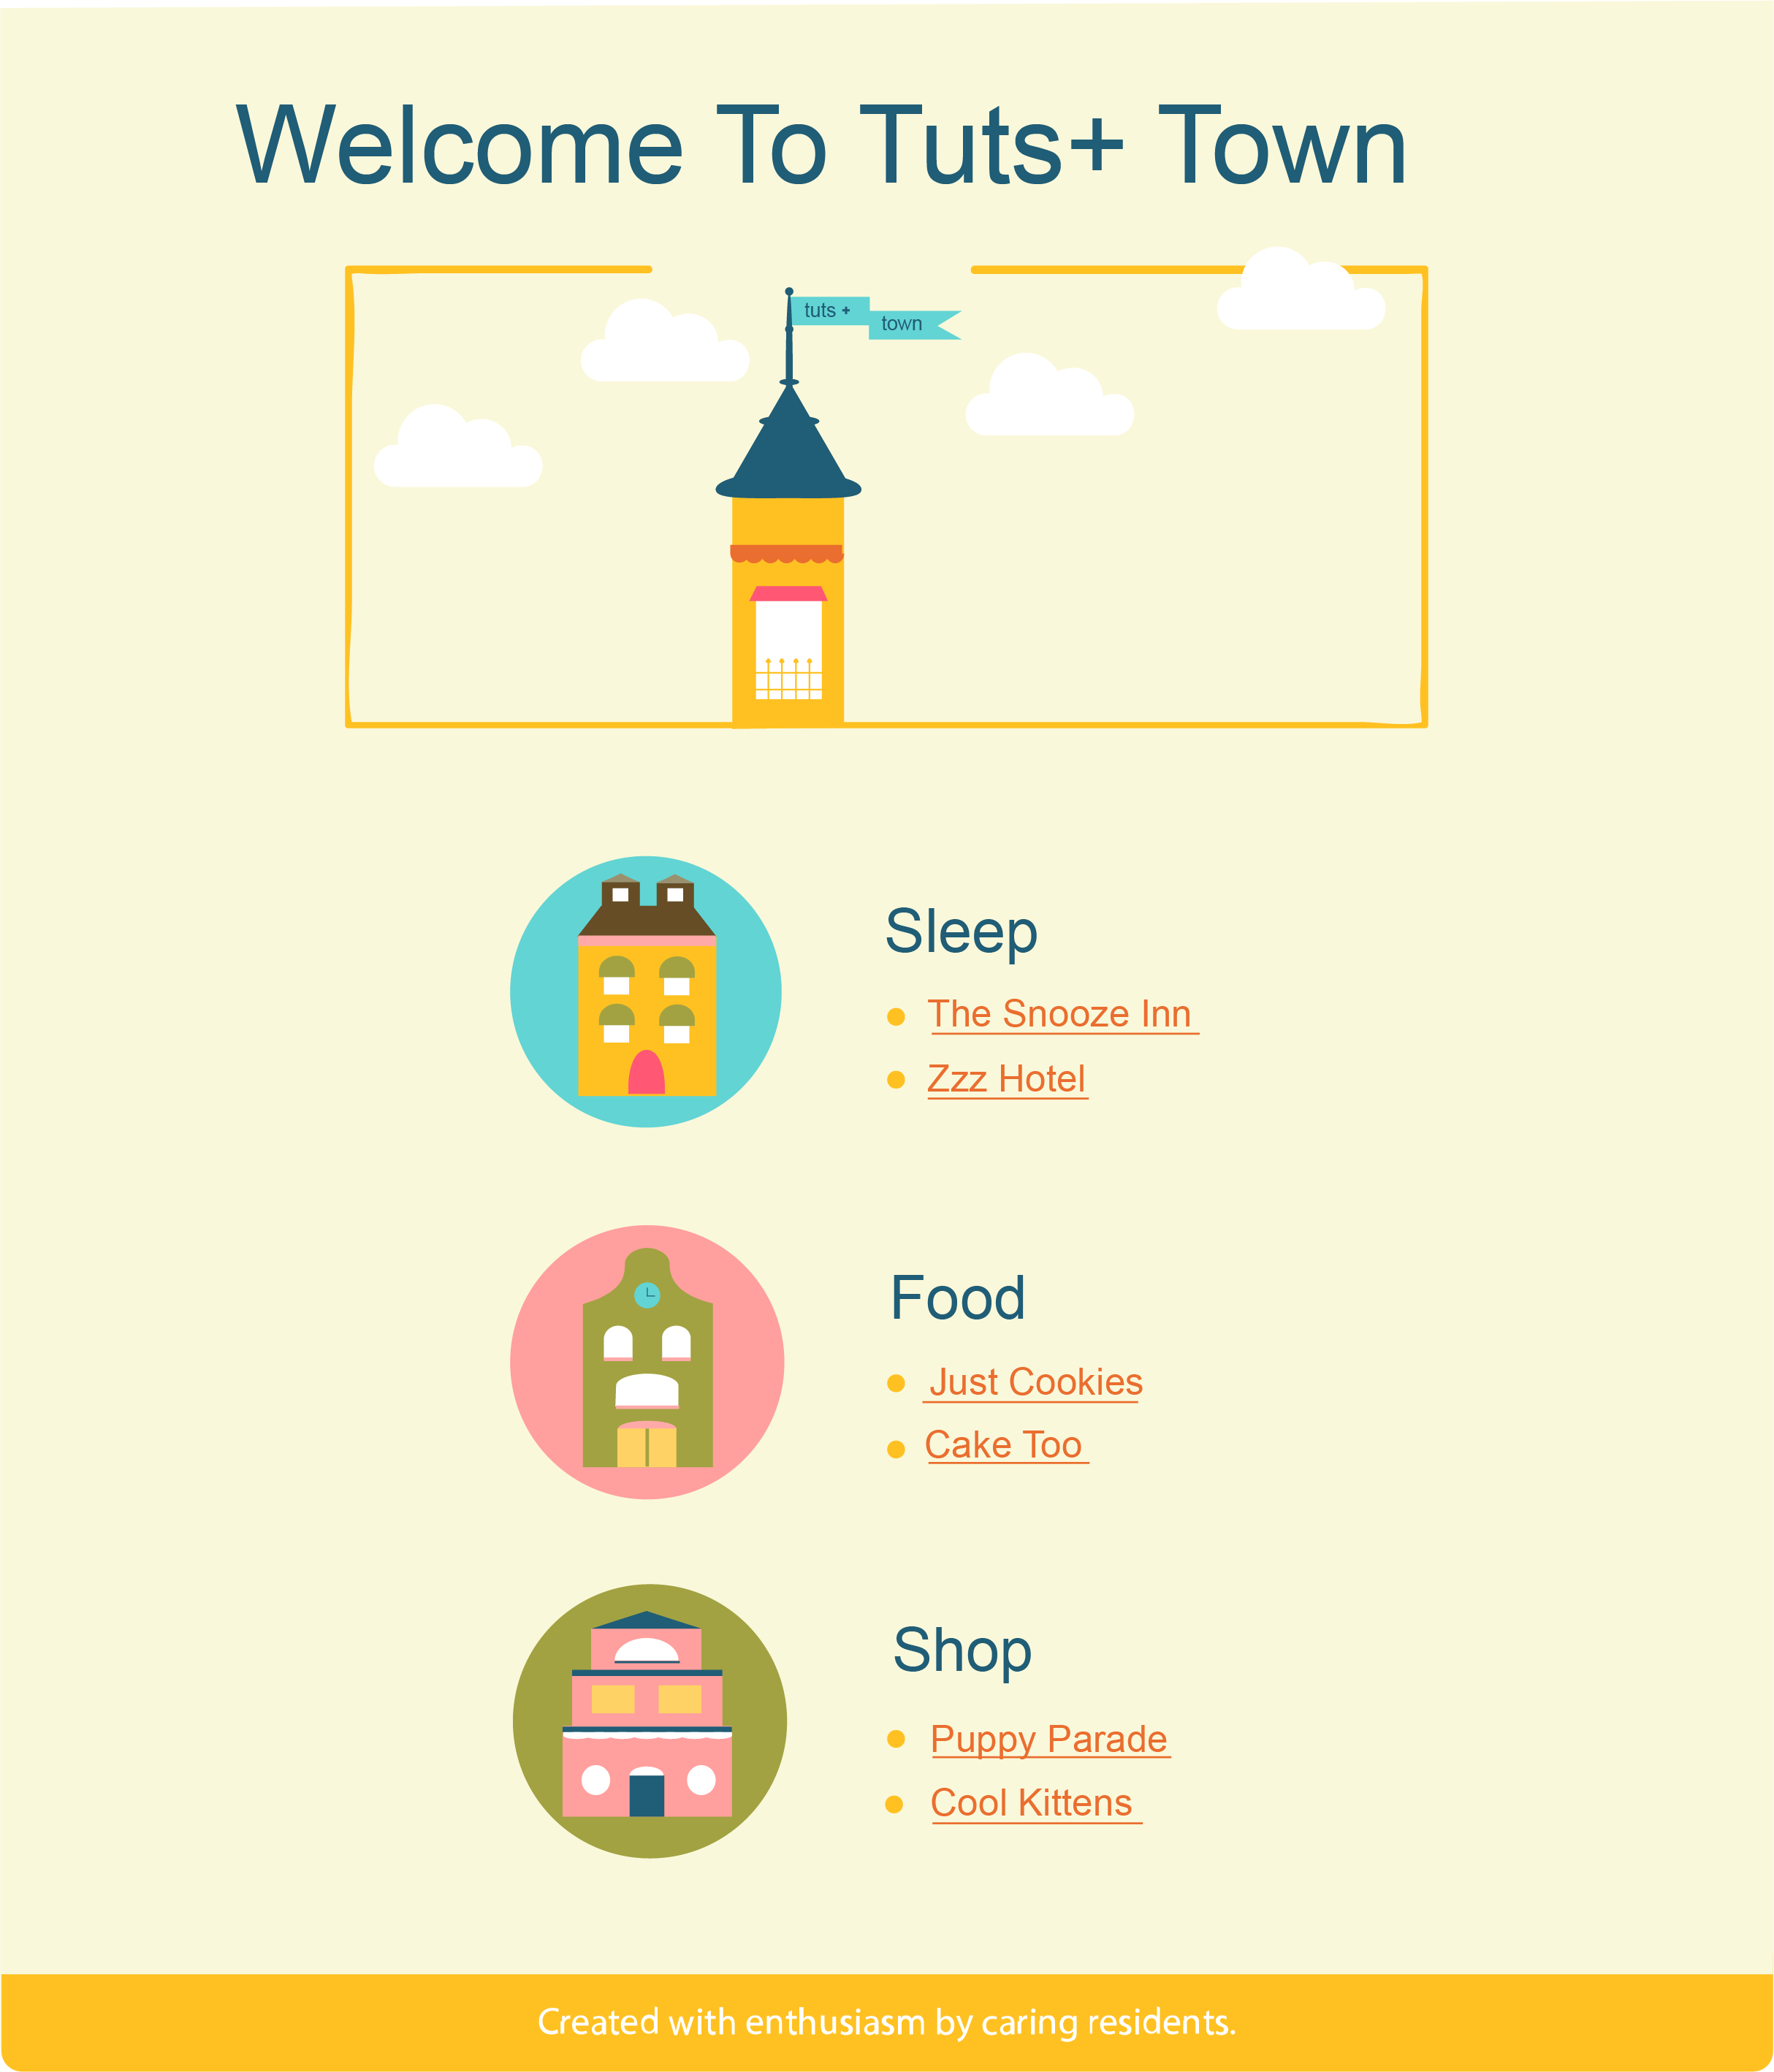 Welcome To Tuts+ Town
tuts +
town
Sleep
The Snooze Inn
Zzz Hotel
Food
Just Cookies
Cake Too
Shop
Puppy Parade
Cool Kittens
Created with enthusiasm by caring residents.